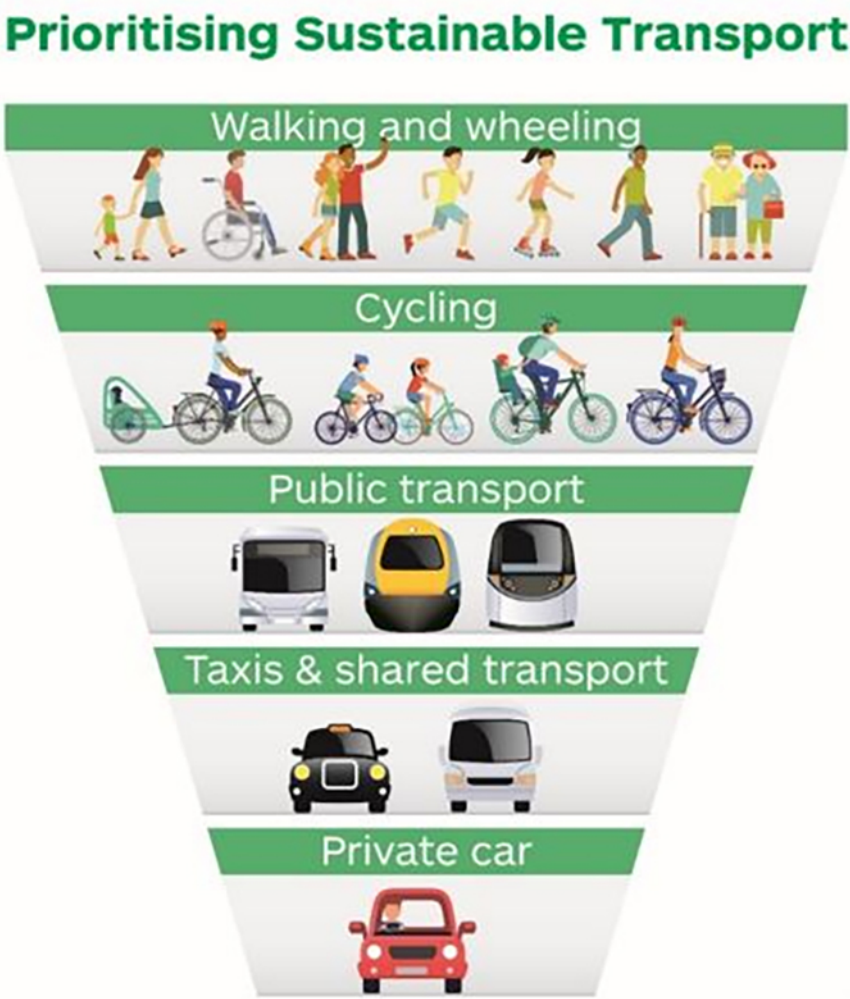 Prioritising Sustainable Transport
Walking and wheeling
Cycling
Public transport
Taxis & shared transport
Private car